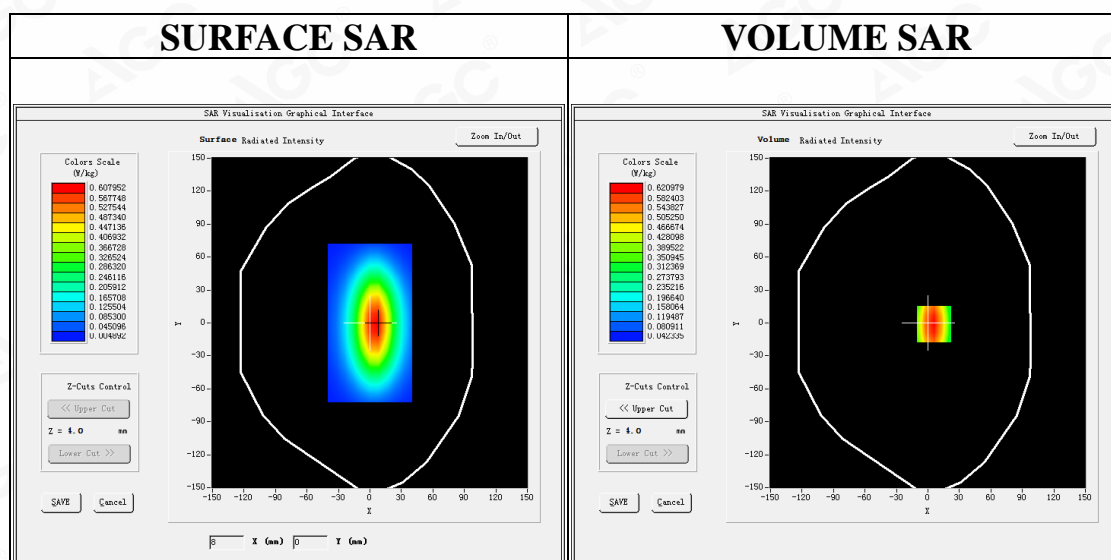 SURFACE SAR
SAR Visualisation Graphical Interface
Surface Radiated Intensity
Zoom In/Out
Colors Scale
(W/kg)
0.607952
0.567748
0.527544
0.487340
0.447136
0.406932
0.366728
0.326524
0.286320
0.246116
0.205912
0.165708
0.125504
0.085300
0.045096
0.004892
Z-Cuts Control
<< Upper Cut
Z = 4.0 mm
Lower Cut >>
SAVE Cancel
150
120
90
60
30
0
-30
-60
-90
-120
-150
Y
-150 -120 -90 -60 -30 0 30 60 90 120 150
X
8 X (mm) 0 Y (mm)
VOLUME SAR
SAR Visualisation Graphical Interface
Volume Radiated Intensity
Zoom In/Out
Colors Scale
(W/kg)
0.620979
0.582403
0.543827
0.505250
0.466674
0.428098
0.389522
0.350945
0.312369
0.273793
0.235216
0.196640
0.158064
0.119487
0.080911
0.042335
Z-Cuts Control
<< Upper Cut
Z = 4.0 mm
Lower Cut >>
SAVE Cancel
150
120
90
60
30
0
-30
-60
-90
-120
-150
Y
-150 -120 -90 -60 -30 0 30 60 90 120 150
X
AGC